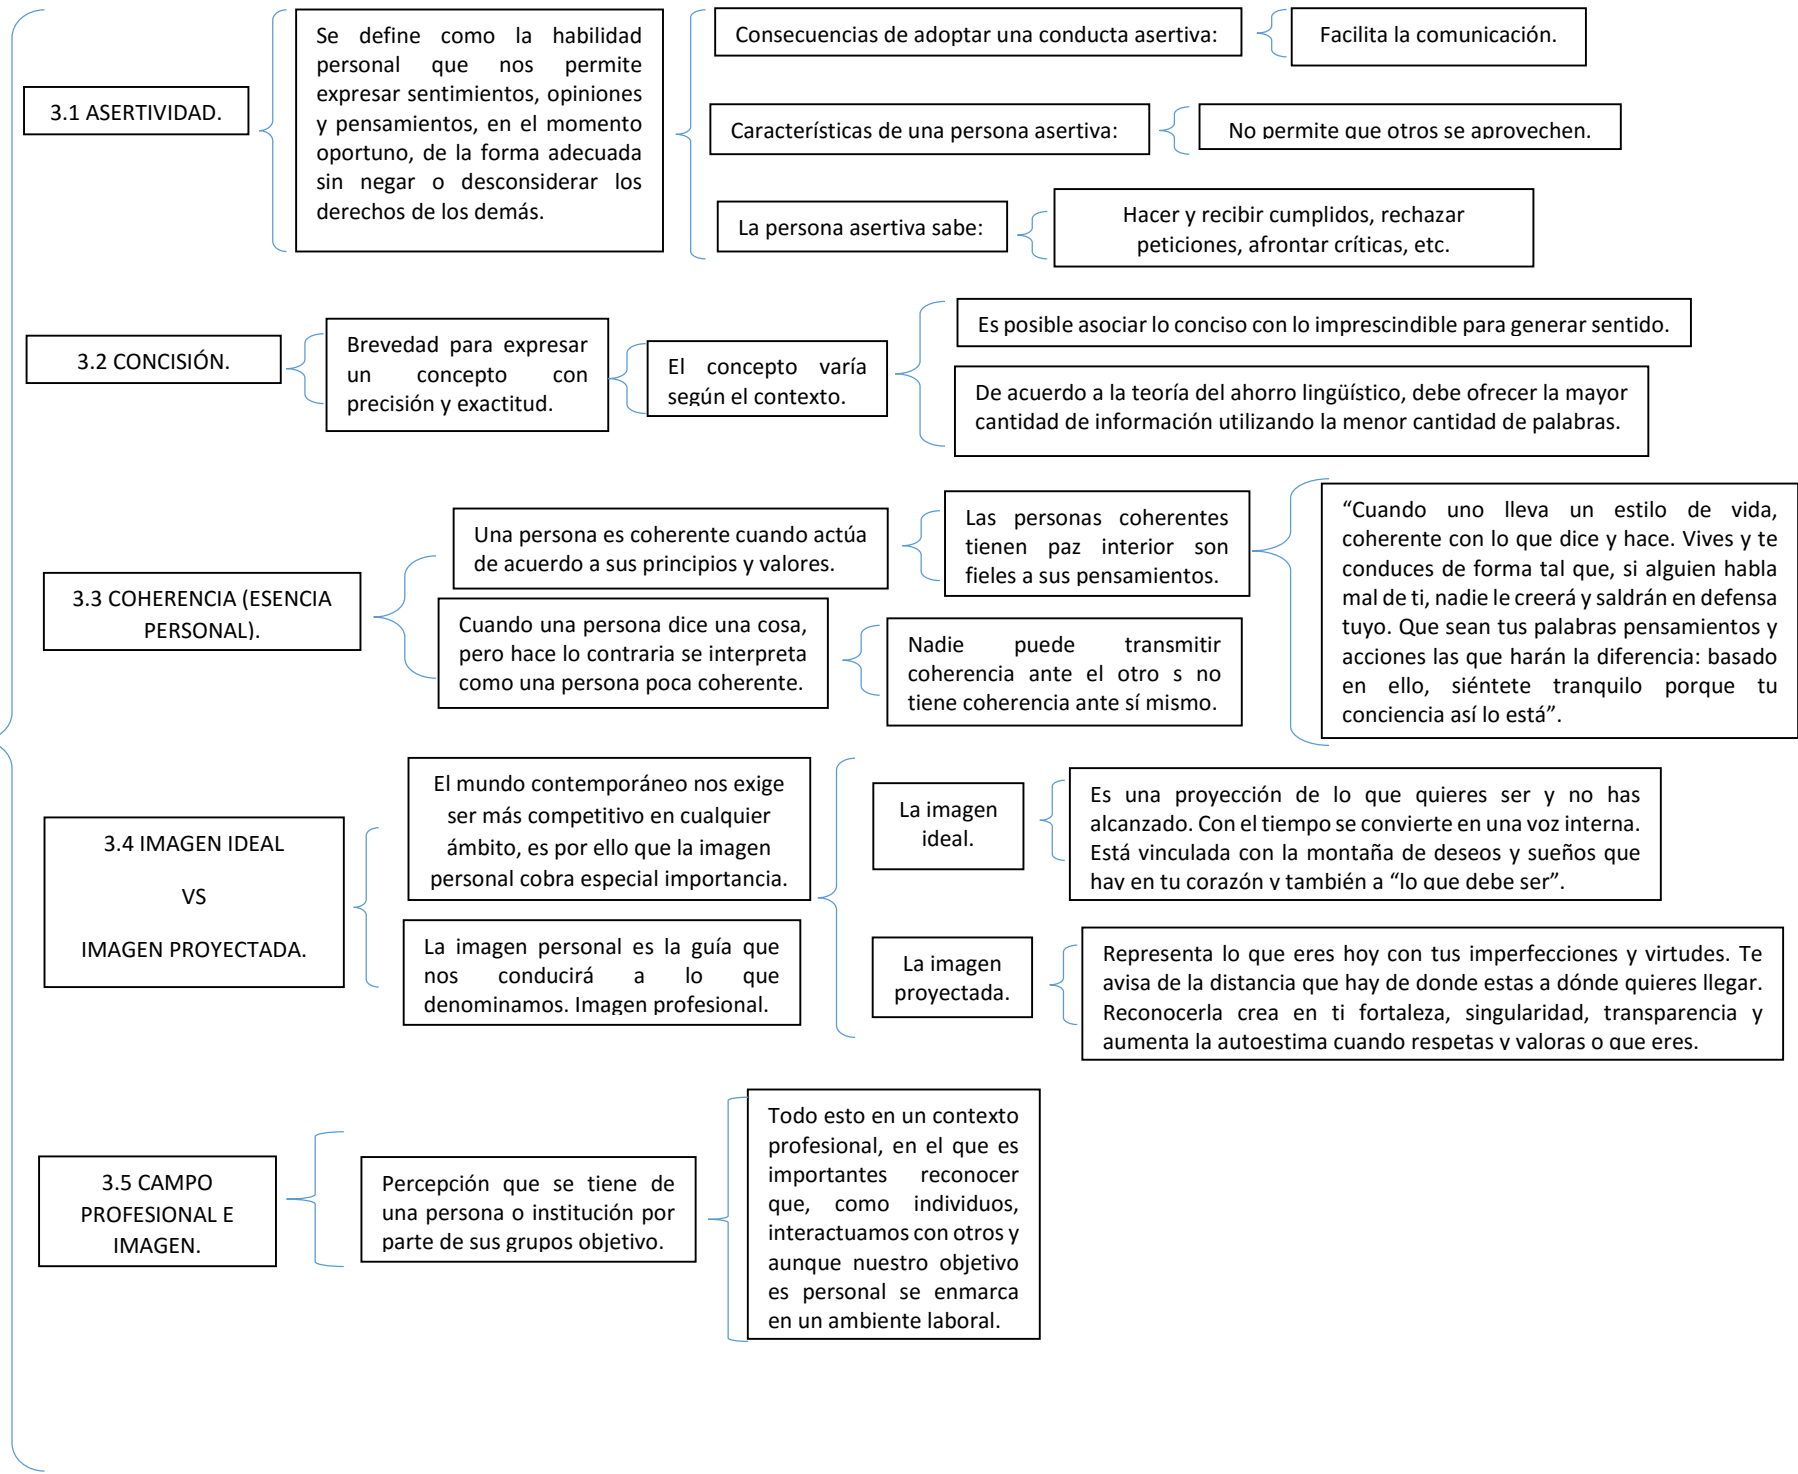 3.1 ASERTIVIDAD.
Se define como la habilidad
personal que nos permite
expresar sentimientos, opiniones
y pensamientos, en el momento
oportuno, de la forma adecuada
sin negar o desconsiderar los
derechos de los demás.
Consecuencias de adoptar una conducta asertiva:
Facilita la comunicación.
Características de una persona asertiva:
No permite que otros se aprovechen.
La persona asertiva sabe:
Hacer y recibir cumplidos, rechazar
peticiones, afrontar críticas, etc.
3.2 CONCISIÓN.
Brevedad para expresar
un concepto con
precisión y exactitud.
El concepto varía
según el contexto.
Es posible asociar lo conciso con lo imprescindible para generar sentido.
De acuerdo a la teoría del ahorro lingüístico, debe ofrecer la mayor
cantidad de información utilizando la menor cantidad de palabras.
3.3 COHERENCIA (ESENCIA
PERSONAL).
Una persona es coherente cuando actúa
de acuerdo a sus principios y valores.
Las personas coherentes
tienen paz interior son
fieles a sus pensamientos.
“Cuando uno lleva un estilo de vida,
coherente con lo que dice y hace. Vives y te
conduces de forma tal que, si alguien habla
mal de ti, nadie le creerá y saldrán en defensa
tuyo. Que sean tus palabras pensamientos y
acciones las que harán la diferencia: basado
en ello, siéntete tranquilo porque tu
conciencia así lo está”.
Cuando una persona dice una cosa,
pero hace lo contraria se interpreta
como una persona poca coherente.
Nadie puede transmitir
coherencia ante el otro s no
tiene coherencia ante sí mismo.
3.4 IMAGEN IDEAL
VS
IMAGEN PROYECTADA.
El mundo contemporáneo nos exige
ser más competitivo en cualquier
ámbito, es por ello que la imagen
personal cobra especial importancia.
La imagen personal es la guía que
nos conducirá a lo que
denominamos. Imagen profesional.
La imagen
ideal.
Es una proyección de lo que quieres ser y no has
alcanzado. Con el tiempo se convierte en una voz interna.
Está vinculada con la montaña de deseos y sueños que
hay en tu corazón y también a “lo que debe ser”.
La imagen
proyectada.
Representa lo que eres hoy con tus imperfecciones y virtudes. Te
avisa de la distancia que hay de donde estas a dónde quieres llegar.
Reconocerla crea en ti fortaleza, singularidad, transparencia y
aumenta la autoestima cuando respetas y valoras o que eres.
3.5 CAMPO
PROFESIONAL E
IMAGEN.
Percepción que se tiene de
una persona o institución por
parte de sus grupos objetivo.
Todo esto en un contexto
profesional, en el que es
importantes reconocer
que, como individuos,
interactuamos con otros y
aunque nuestro objetivo
es personal se enmarca
en un ambiente laboral.